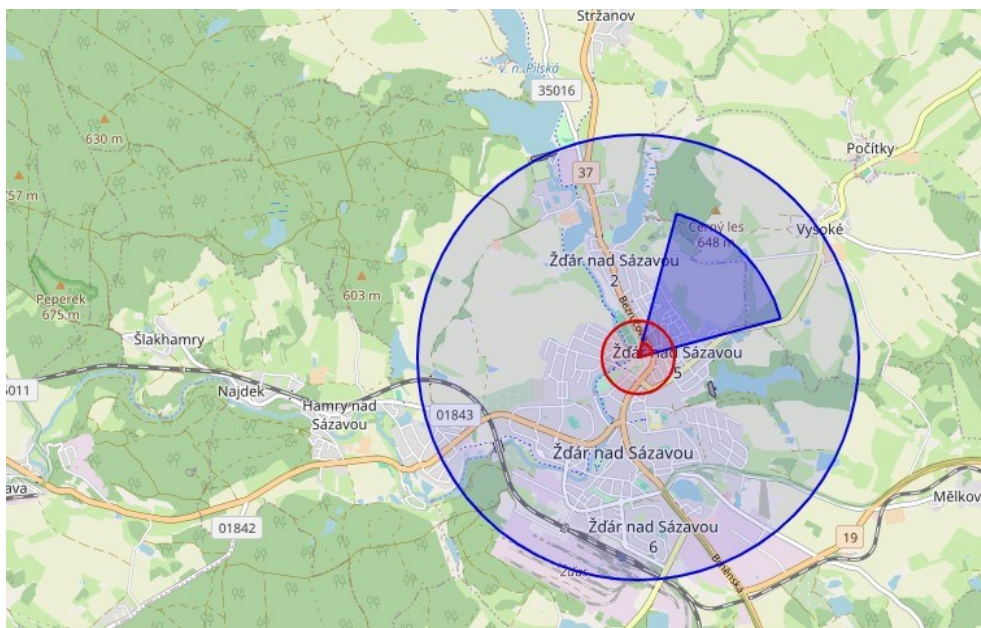 Stržanov
v. n. Pilská
35016
630 m
Počítky
37
757 m
Černý les
648 m
Vysoké
Žďár nad Sázavou
2
603 m
Peperek
675 m
Šlakhamry
Žďár nad Sázavou
5
5011
Najdek
Hamry nad
Sázavou
01843
Žďár nad Sázavou
ava
Mělkov
01842
Žďár nad Sázavou
6
19
Žďas
Brněnská